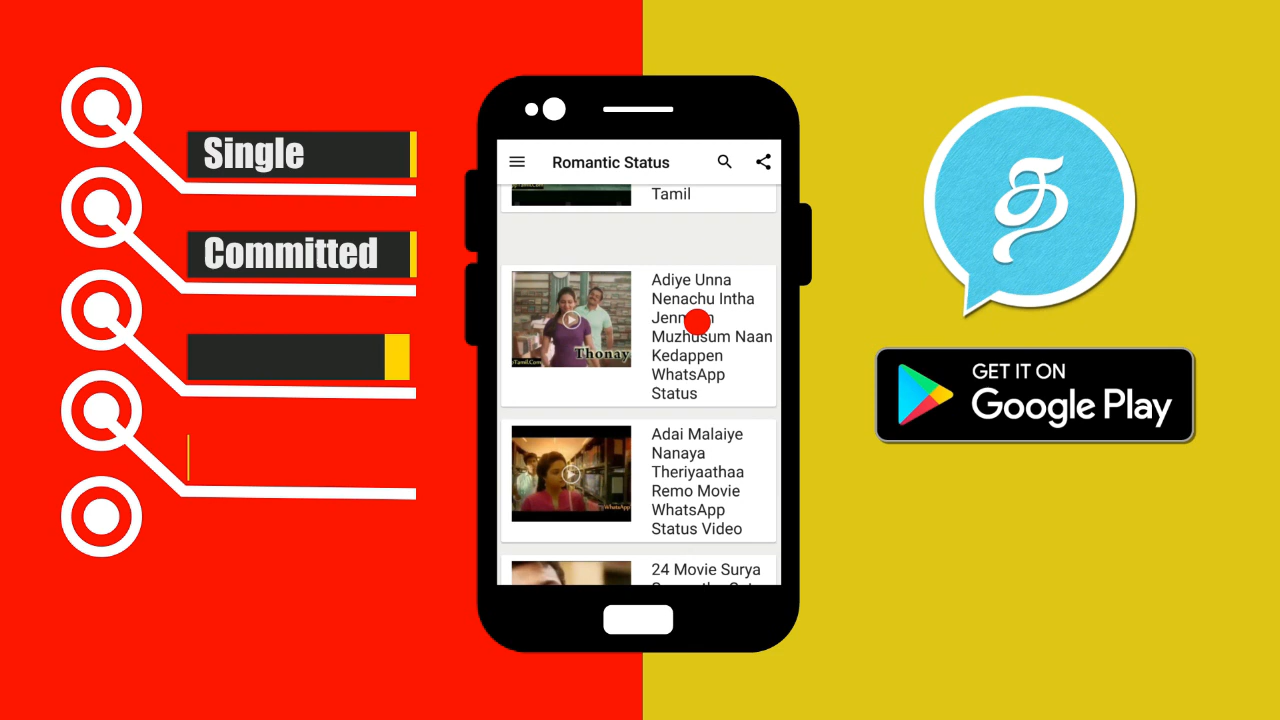 Single
Committed
Romantic Status
Tamil
Adiye Unna
Nenachu Intha
Muzhusum Naan
Kedappen
WhatsApp
Status
Thonay
Adai Malaiye
Nanaya
Theriyaathaa
Remo Movie
WhatsApp
Status Video
WhatsApp
24 Movie Surya
த
GET IT ON
Google Play